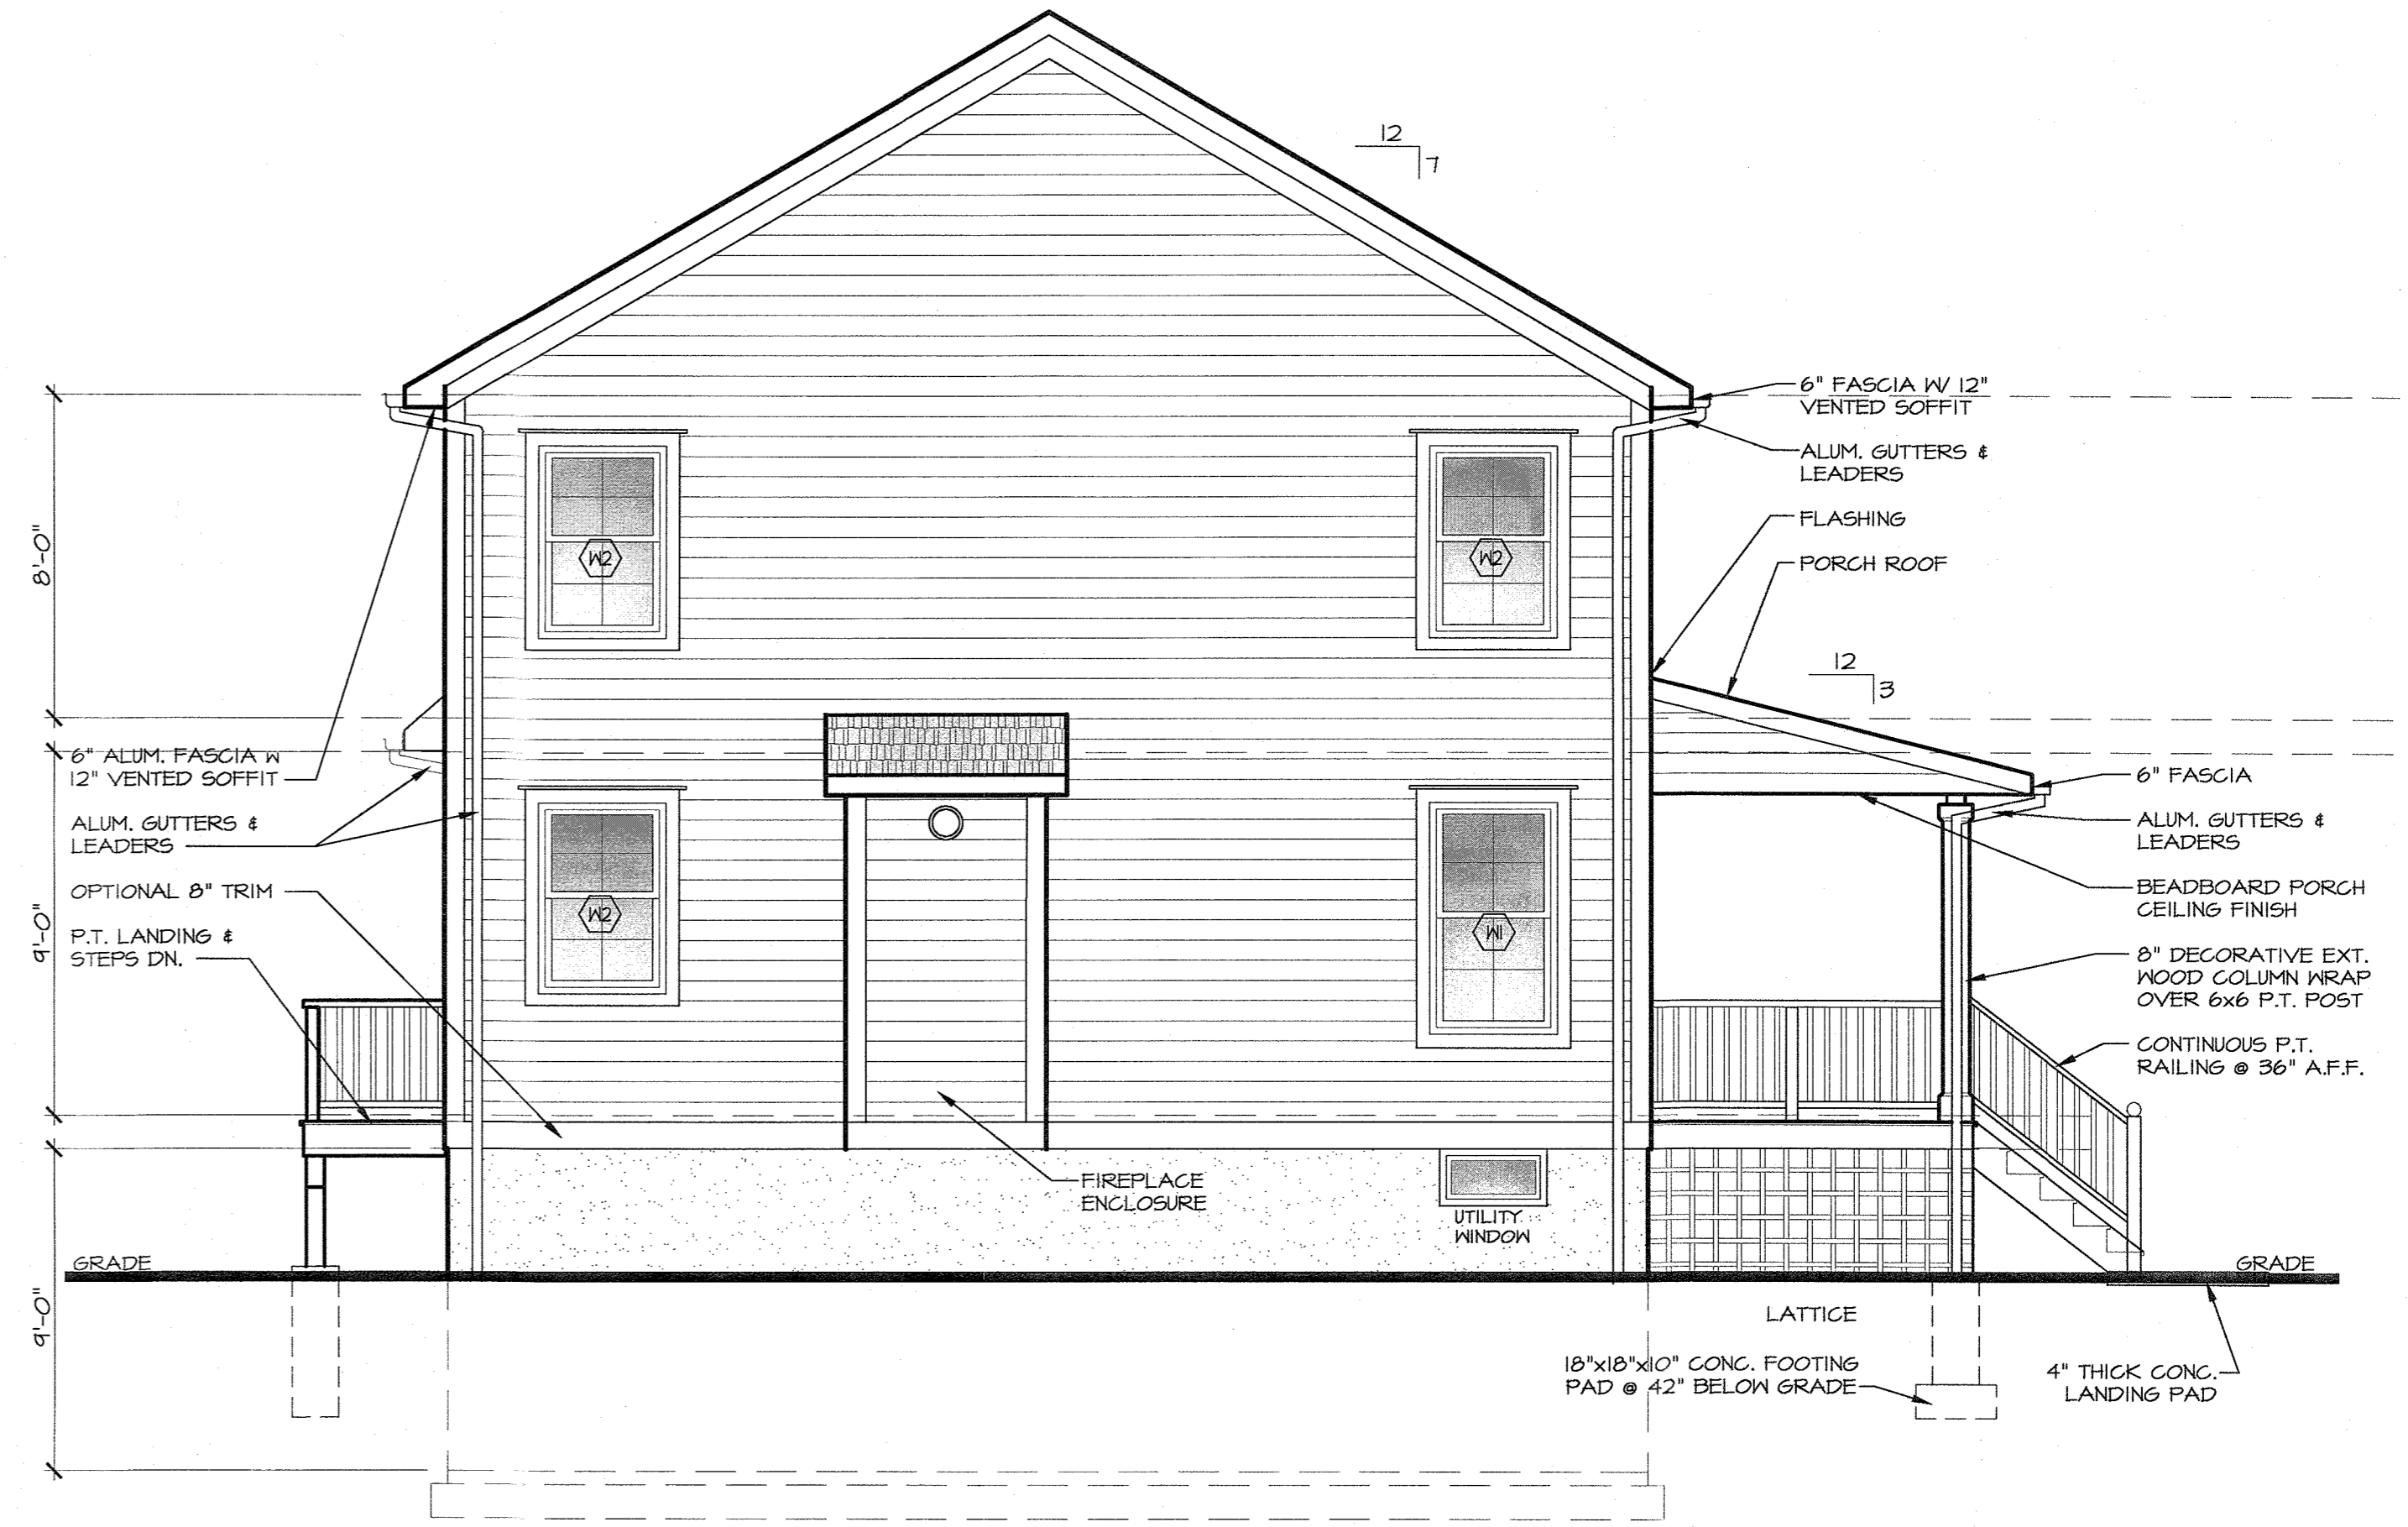 12
7
6" FASCIA W/ 12"
VENTED SOFFIT
ALUM. GUTTERS &
LEADERS
FLASHING
PORCH ROOF
8'-0"
W2
W2
12
3
6" ALUM. FASCIA W
12" VENTED SOFFIT
ALUM. GUTTERS &
LEADERS
OPTIONAL 8" TRIM
P.T. LANDING &
STEPS DN.
9'-0"
W2
W1
6" FASCIA
ALUM. GUTTERS &
LEADERS
BEADBOARD PORCH
CEILING FINISH
8" DECORATIVE EXT.
WOOD COLUMN WRAP
OVER 6x6 P.T. POST
CONTINUOUS P.T.
RAILING @ 36" A.F.F.
FIREPLACE
ENCLOSURE
UTILITY
WINDOW
GRADE
GRADE
9'-0"
LATTICE
18"x18"x10" CONC. FOOTING
PAD @ 42" BELOW GRADE
4" THICK CONC.
LANDING PAD